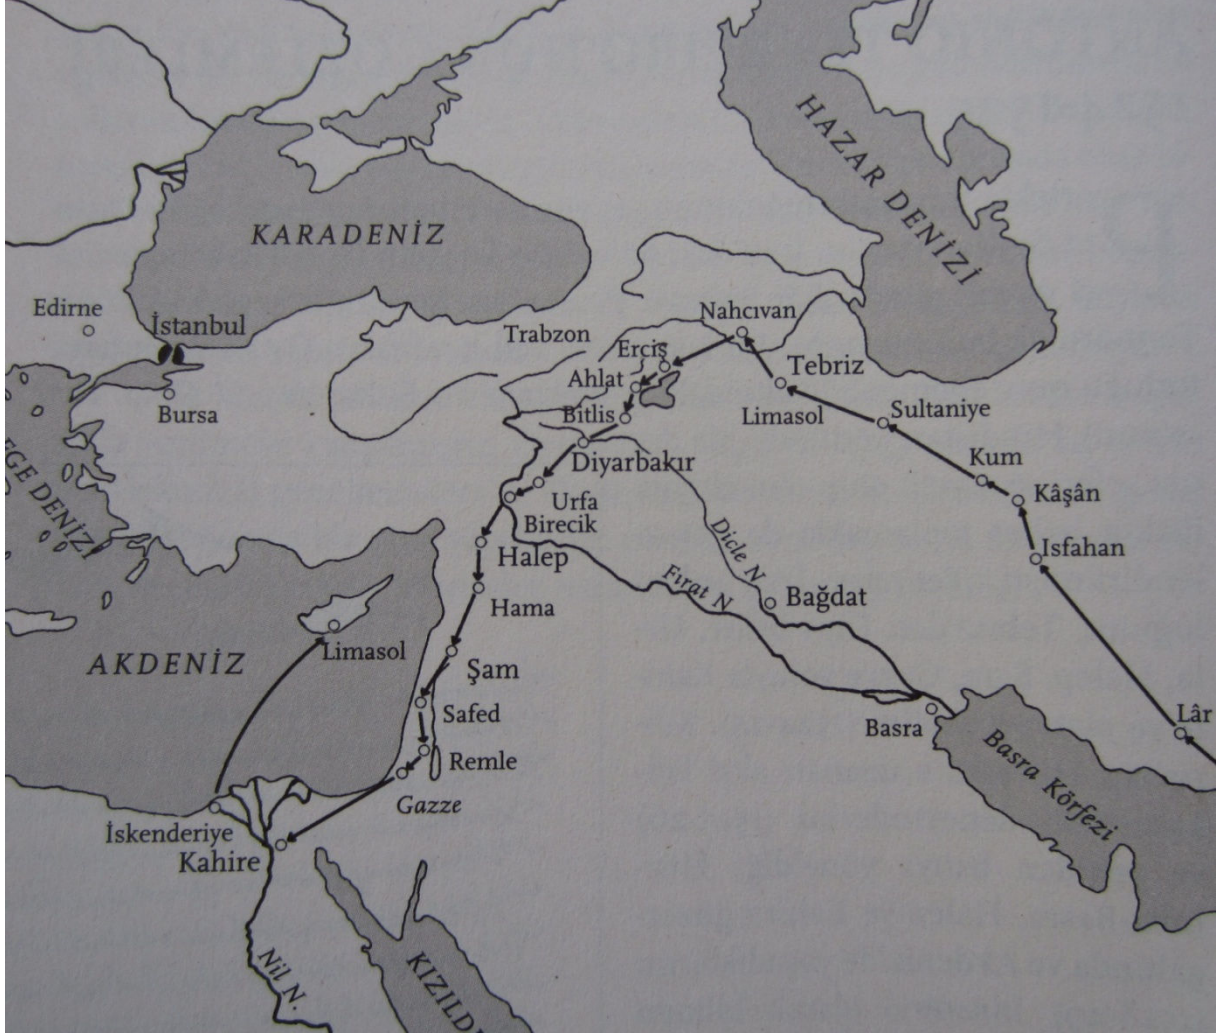 HAZAR DENİZİ
KARADENİZ
Edirne
İstanbul
Bursa
Trabzon
Nahcıvan
Erciş
Ahlat
Bitlis
Tebriz
Limasol
Sultaniye
Kum
Kâşân
Isfahan
Diyarbakır
Urfa
Birecik
Halep
Hama
EGE DENİZİ
Dicle N
Fırat N
Bağdat
AKDENİZ
Limasol
Şam
Safed
Remle
Gazze
Basra
Lâr
Basra Körfezi
İskenderiye
Kahire
Nil N.
KIZILD